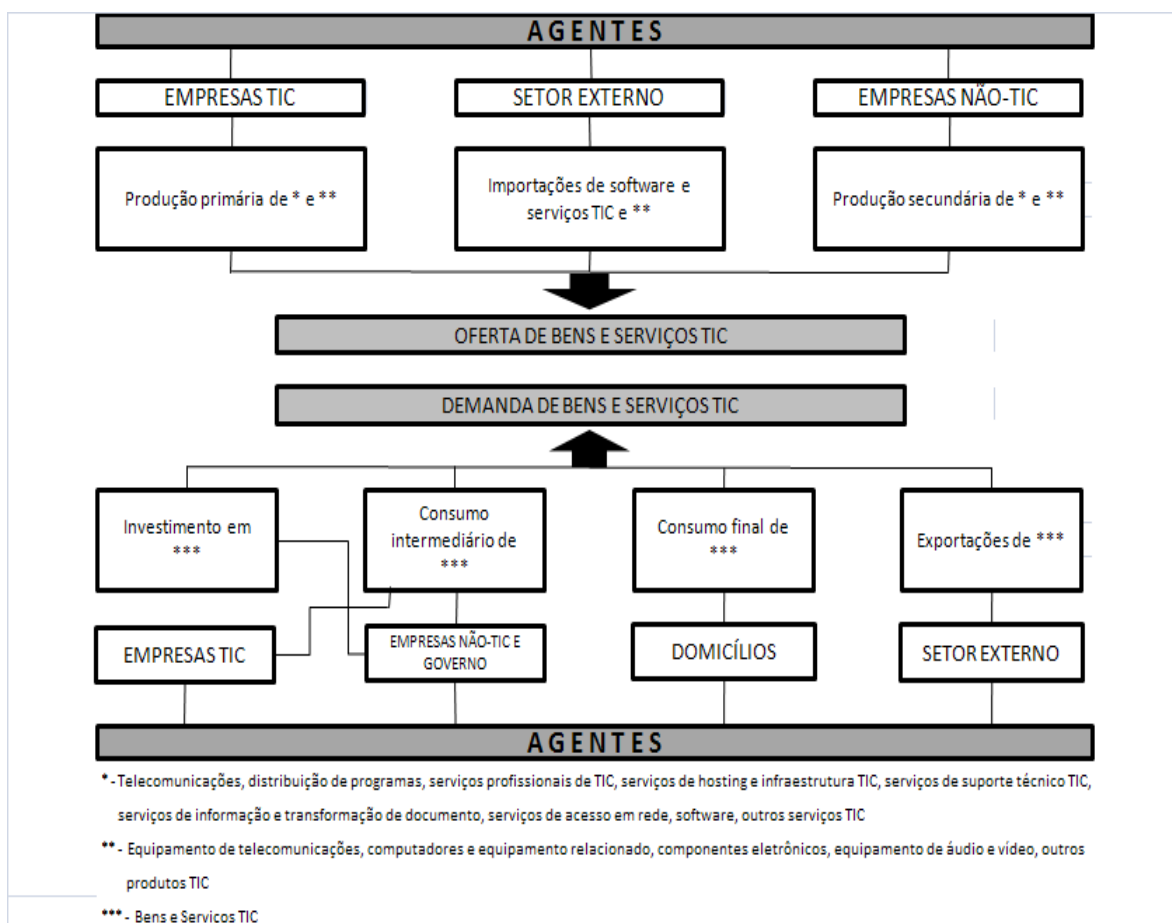 AGENTES
EMPRESAS TIC
SETOR EXTERNO
EMPRESAS NÃO-TIC
Produção primária de * e **
Importações de software e
serviços TIC e **
Produção secundária de * e **
OFERTA DE BENS E SERVIÇOS TIC
DEMANDA DE BENS E SERVIÇOS TIC
Investimento em
***
Consumo
intermediário de
***
Consumo final de
***
Exportações de ***
EMPRESAS TIC
EMPRESAS NÃO-TIC E
GOVERNO
DOMICÍLIOS
SETOR EXTERNO
AGENTES
* - Telecomunicações, distribuição de programas, serviços profissionais de TIC, serviços de hosting e infraestrutura TIC, serviços de suporte técnico TIC,
serviços de informação e transformação de documento, serviços de acesso em rede, software, outros serviços TIC
** - Equipamento de telecomunicações, computadores e equipamento relacionado, componentes eletrônicos, equipamento de áudio e vídeo, outros
produtos TIC
*** - Bens e Serviços TIC